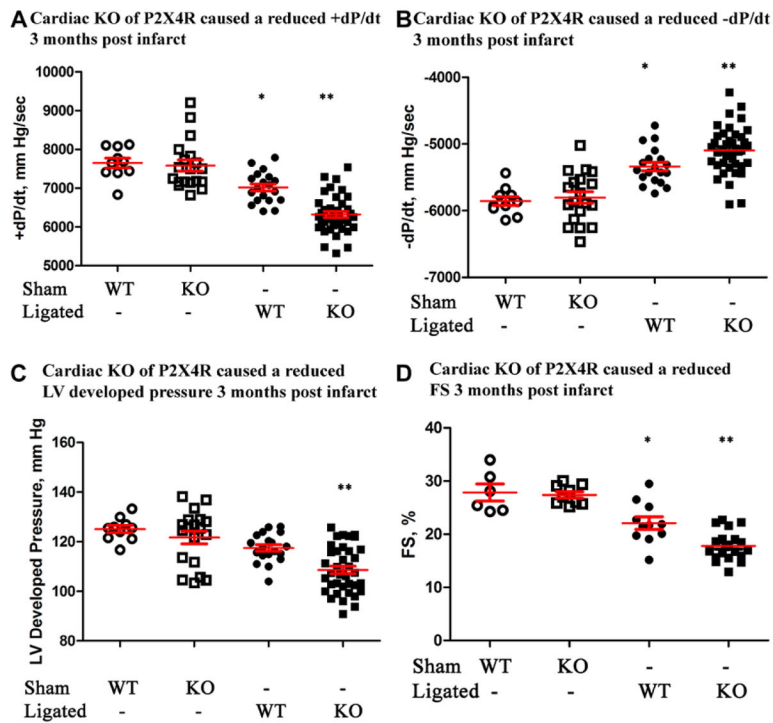 A Cardiac KO of P2X4R caused a reduced +dP/dt
3 months post infarct
+dP/dt, mm Hg/sec
10000
9000
8000
7000
6000
5000
* **
Sham WT KO - -
Ligated - - WT KO
B Cardiac KO of P2X4R caused a reduced -dP/dt
3 months post infarct
-dP/dt, mm Hg/sec
-4000
-5000
-6000
-7000
* **
Sham WT KO - -
Ligated - - WT KO
C Cardiac KO of P2X4R caused a reduced
LV developed pressure 3 months post infarct
LV Developed Pressure, mm Hg
160
140
120
100
80
**
Sham WT KO - -
Ligated - - WT KO
D Cardiac KO of P2X4R caused a reduced
FS 3 months post infarct
FS, %
40
30
20
10
0
* **
Sham WT KO - -
Ligated - - WT KO